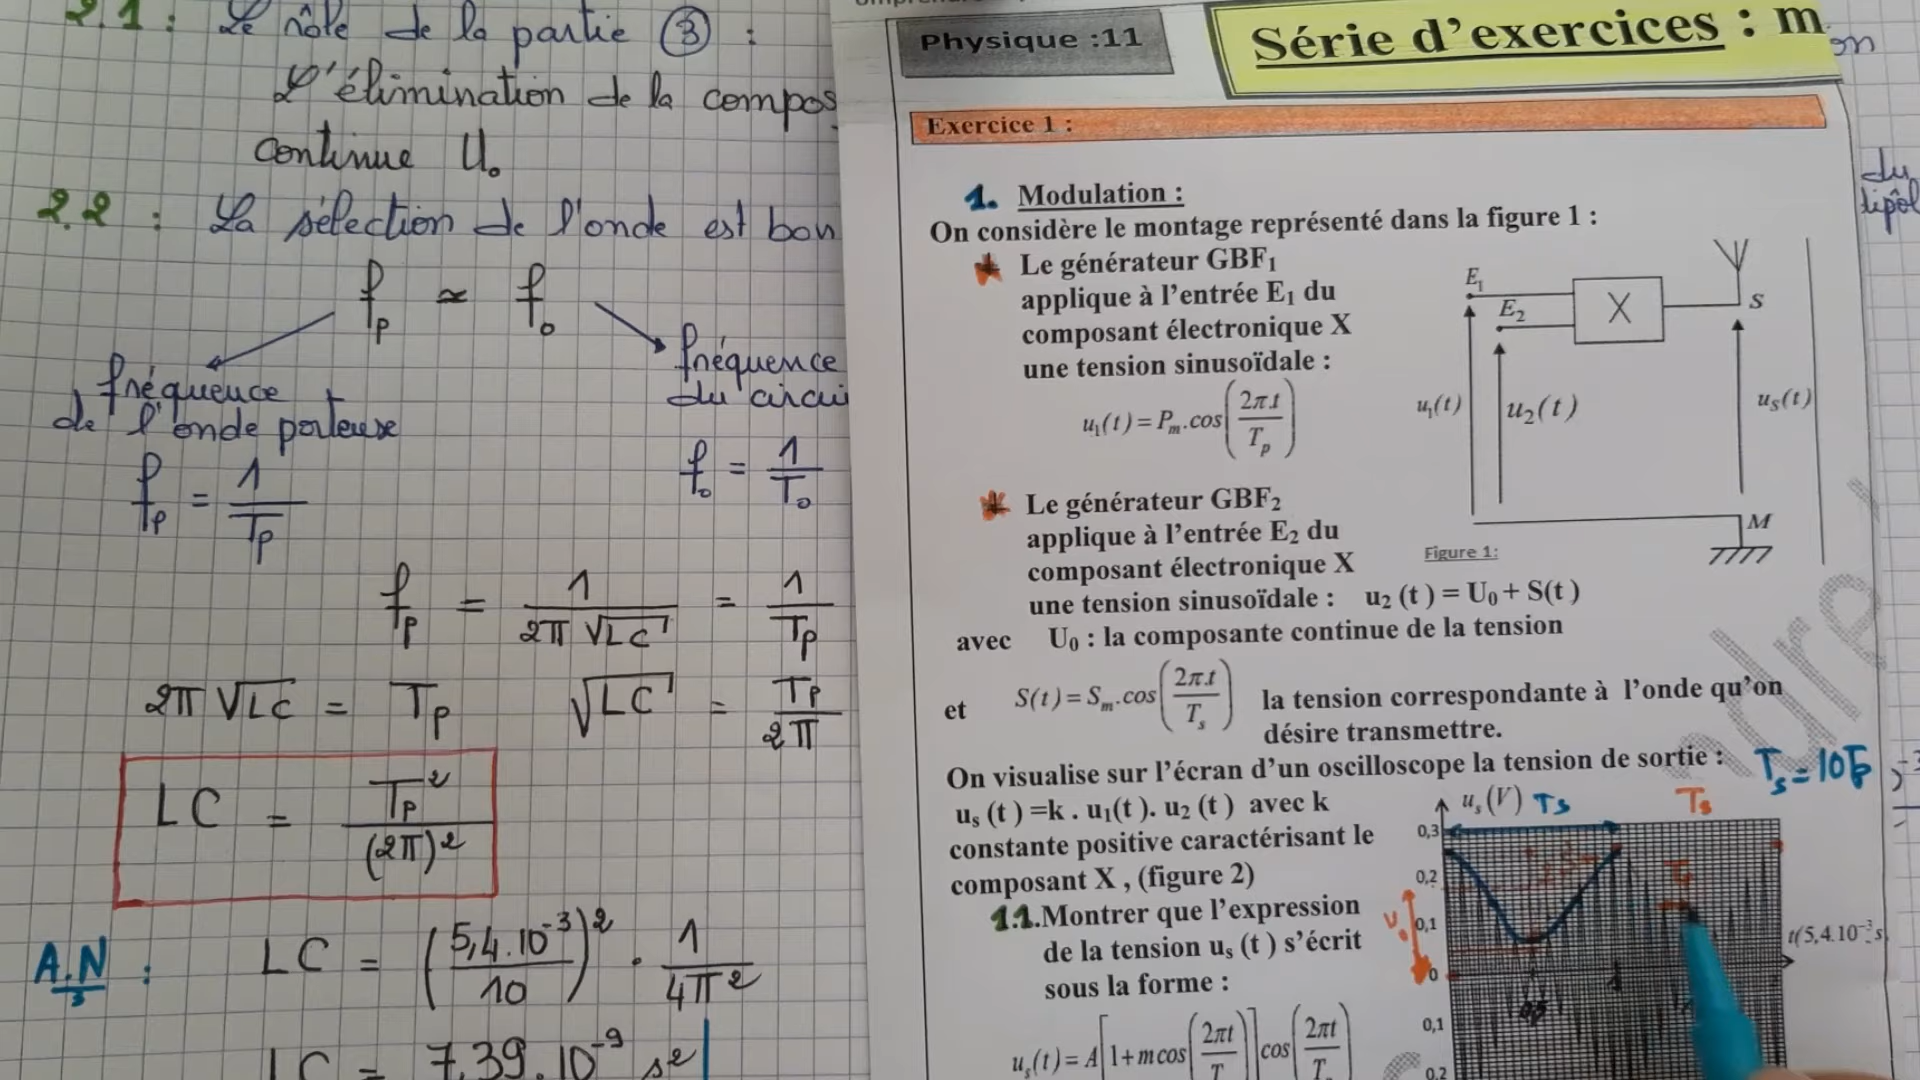 2.1 : Le rôle de la partie ③ :
L'élimination de la compos
continue U₀
2.2 : La sélection de l'onde est bon
fp ≃ f₀
fréquence
de l'onde porteuse
fréquence
du circui
fp = 1/Tp
f₀ = 1/T₀
fp = 1/(2π√LC) = 1/Tp
2π√LC = Tp
√LC = Tp/2π
LC = Tp²/(2π)²
A.N : LC = (5,4.10⁻³/10)² . 1/4π²
LC = 7,39.10⁻⁹ s²
Physique :11
Série d'exercices : m
Exercice 1 :
1. Modulation :
On considère le montage représenté dans la figure 1 :
Le générateur GBF₁
applique à l'entrée E₁ du
composant électronique X
une tension sinusoïdale :
u₁(t) = Pm.cos(2π.t/Tp)
Le générateur GBF₂
applique à l'entrée E₂ du
composant électronique X
une tension sinusoïdale : u₂ (t ) = U₀ + S(t )
avec U₀ : la composante continue de la tension
et S(t) = Sm.cos(2π.t/Ts) la tension correspondante à l'onde qu'on
désire transmettre.
On visualise sur l'écran d'un oscilloscope la tension de sortie :
us (t ) =k . u₁(t ). u₂ (t ) avec k
constante positive caractérisant le
composant X , (figure 2)
1.1.Montrer que l'expression
de la tension us (t ) s'écrit
sous la forme :
us(t) = A[1+m cos(2πt/T)]cos(2πt/T)
E₁
E₂
X
S
u₁(t)
u₂(t)
us(t)
M
Figure 1:
Ts = 10Tp
us(V)
Ts
Ts
0,3
0,2
0,1
0
0,1
0,2
t(5,4.10⁻³s
on
du